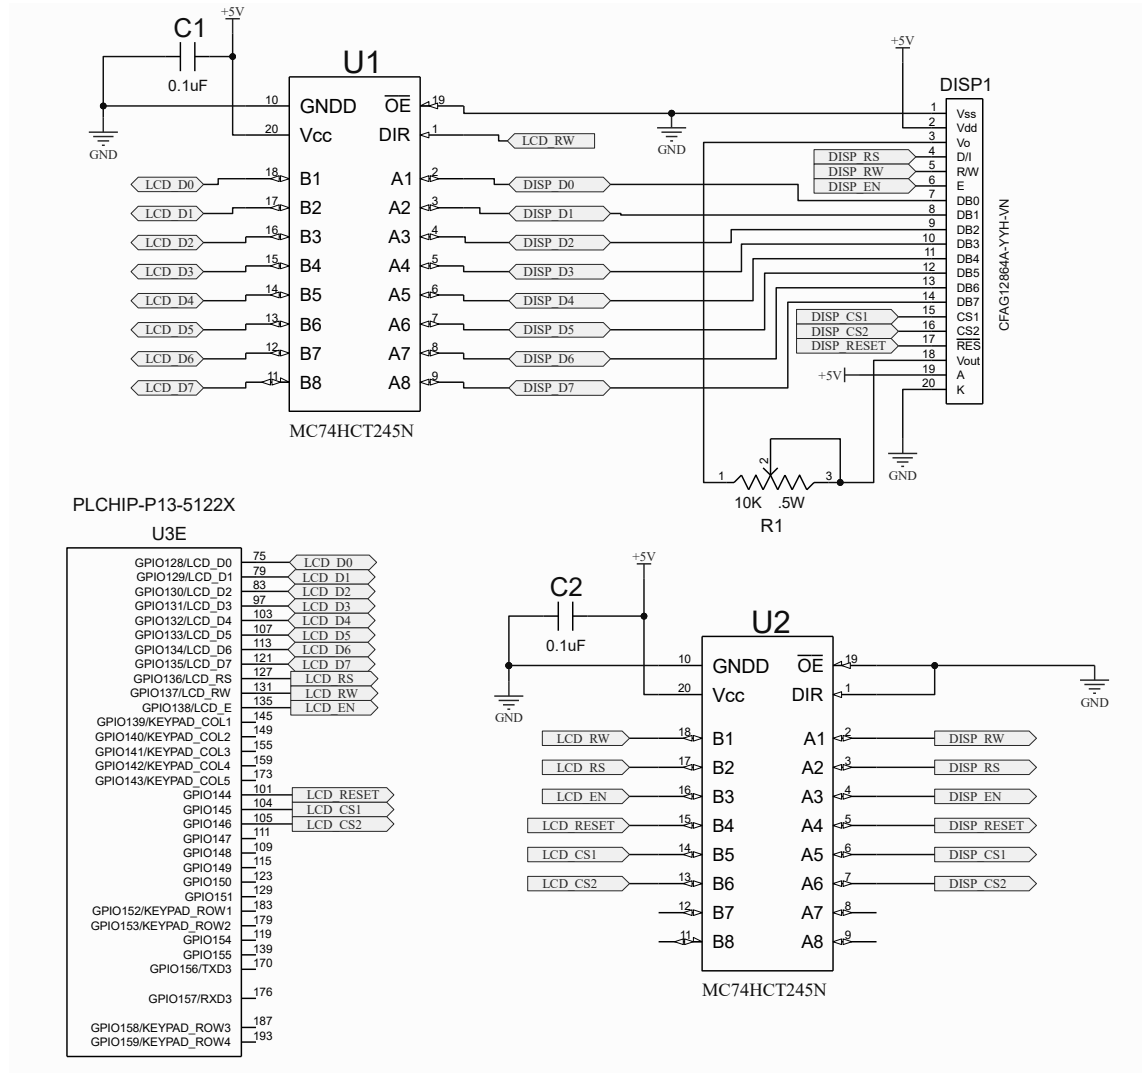 C1
+5V
0.1uF
GND
U1
10 GNDD OE 19
20 Vcc DIR 1 LCD_RW
LCD_D0 18 B1 A1 2 DISP_D0
LCD_D1 17 B2 A2 3 DISP_D1
LCD_D2 16 B3 A3 4 DISP_D2
LCD_D3 15 B4 A4 5 DISP_D3
LCD_D4 14 B5 A5 6 DISP_D4
LCD_D5 13 B6 A6 7 DISP_D5
LCD_D6 12 B7 A7 8 DISP_D6
LCD_D7 11 B8 A8 9 DISP_D7
MC74HCT245N
GND
+5V
DISP1
1 Vss
2 Vdd
3 Vo
DISP_RS 4 D/I
DISP_RW 5 R/W
DISP_EN 6 E
7 DB0
8 DB1
9 DB2
10 DB3
11 DB4
12 DB5
13 DB6
14 DB7
DISP_CS1 15 CS1
DISP_CS2 16 CS2
DISP_RESET 17 RES
18 Vout
+5V 19 A
20 K
CFAG12864A-YYH-VN
GND
1 2 3
10K .5W
R1
PLCHIP-P13-5122X
U3E
GPIO128/LCD_D0 75 LCD_D0
GPIO129/LCD_D1 79 LCD_D1
GPIO130/LCD_D2 83 LCD_D2
GPIO131/LCD_D3 97 LCD_D3
GPIO132/LCD_D4 103 LCD_D4
GPIO133/LCD_D5 107 LCD_D5
GPIO134/LCD_D6 113 LCD_D6
GPIO135/LCD_D7 121 LCD_D7
GPIO136/LCD_RS 127 LCD_RS
GPIO137/LCD_RW 131 LCD_RW
GPIO138/LCD_E 135 LCD_EN
GPIO139/KEYPAD_COL1 145
GPIO140/KEYPAD_COL2 149
GPIO141/KEYPAD_COL3 155
GPIO142/KEYPAD_COL4 159
GPIO143/KEYPAD_COL5 173
GPIO144 101 LCD_RESET
GPIO145 104 LCD_CS1
GPIO146 105 LCD_CS2
GPIO147 111
GPIO148 109
GPIO149 115
GPIO150 123
GPIO151 129
GPIO152/KEYPAD_ROW1 183
GPIO153/KEYPAD_ROW2 179
GPIO154 119
GPIO155 139
GPIO156/TXD3 170
GPIO157/RXD3 176
GPIO158/KEYPAD_ROW3 187
GPIO159/KEYPAD_ROW4 193
+5V
C2
0.1uF
GND
U2
10 GNDD OE 19
20 Vcc DIR 1
GND
LCD_RW 18 B1 A1 2 DISP_RW
LCD_RS 17 B2 A2 3 DISP_RS
LCD_EN 16 B3 A3 4 DISP_EN
LCD_RESET 15 B4 A4 5 DISP_RESET
LCD_CS1 14 B5 A5 6 DISP_CS1
LCD_CS2 13 B6 A6 7 DISP_CS2
12 B7 A7 8
11 B8 A8 9
MC74HCT245N